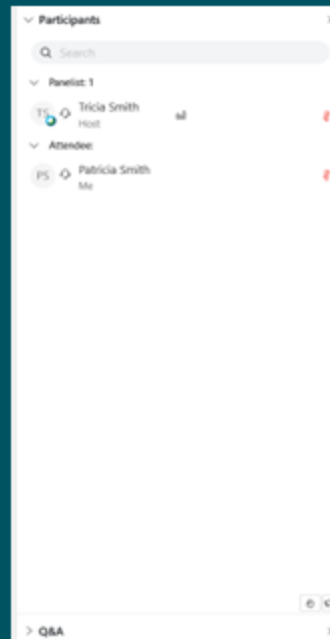 Participants
Search
Panelist: 1
TS
Tricia Smith
Host
Attendee:
PS
Patricia Smith
Me
Q&A